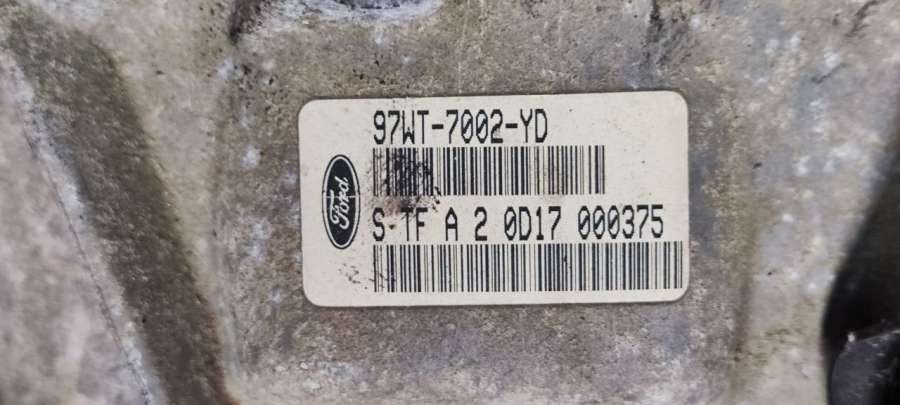 97WT-7002-YD
Ford
S TF A 2 0D17 000375